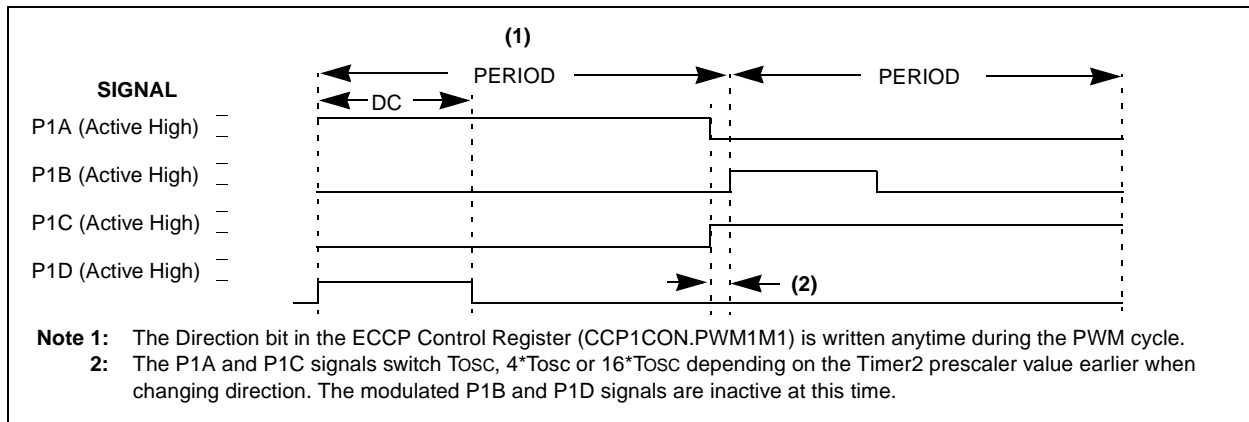 (1)
PERIOD PERIOD
SIGNAL
DC
P1A (Active High)
P1B (Active High)
P1C (Active High)
P1D (Active High)
(2)
Note 1: The Direction bit in the ECCP Control Register (CCP1CON.PWM1M1) is written anytime during the PWM cycle.
2: The P1A and P1C signals switch TOSC, 4*Tosc or 16*TOSC depending on the Timer2 prescaler value earlier when
changing direction. The modulated P1B and P1D signals are inactive at this time.